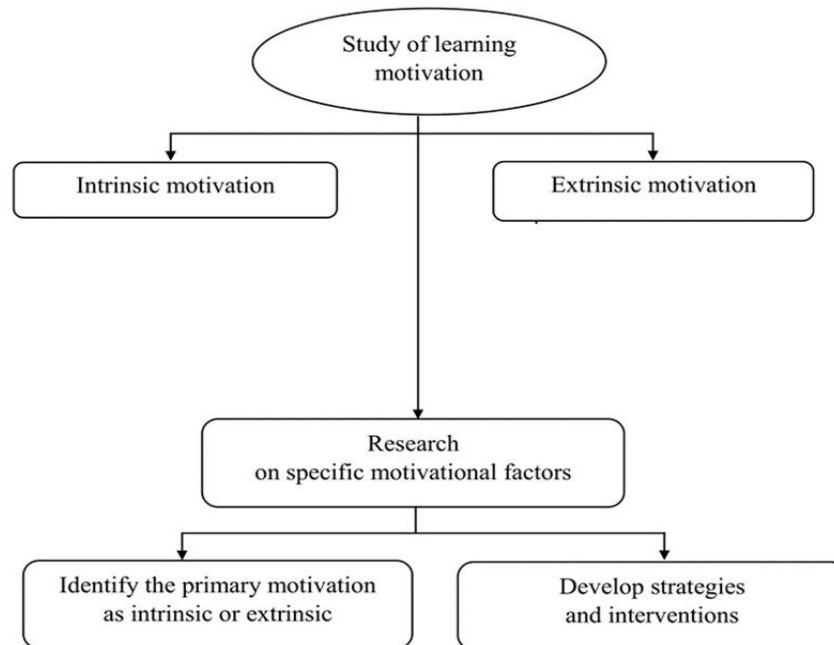 Study of learning
motivation
Intrinsic motivation
Extrinsic motivation
Research
on specific motivational factors
Identify the primary motivation
as intrinsic or extrinsic
Develop strategies
and interventions